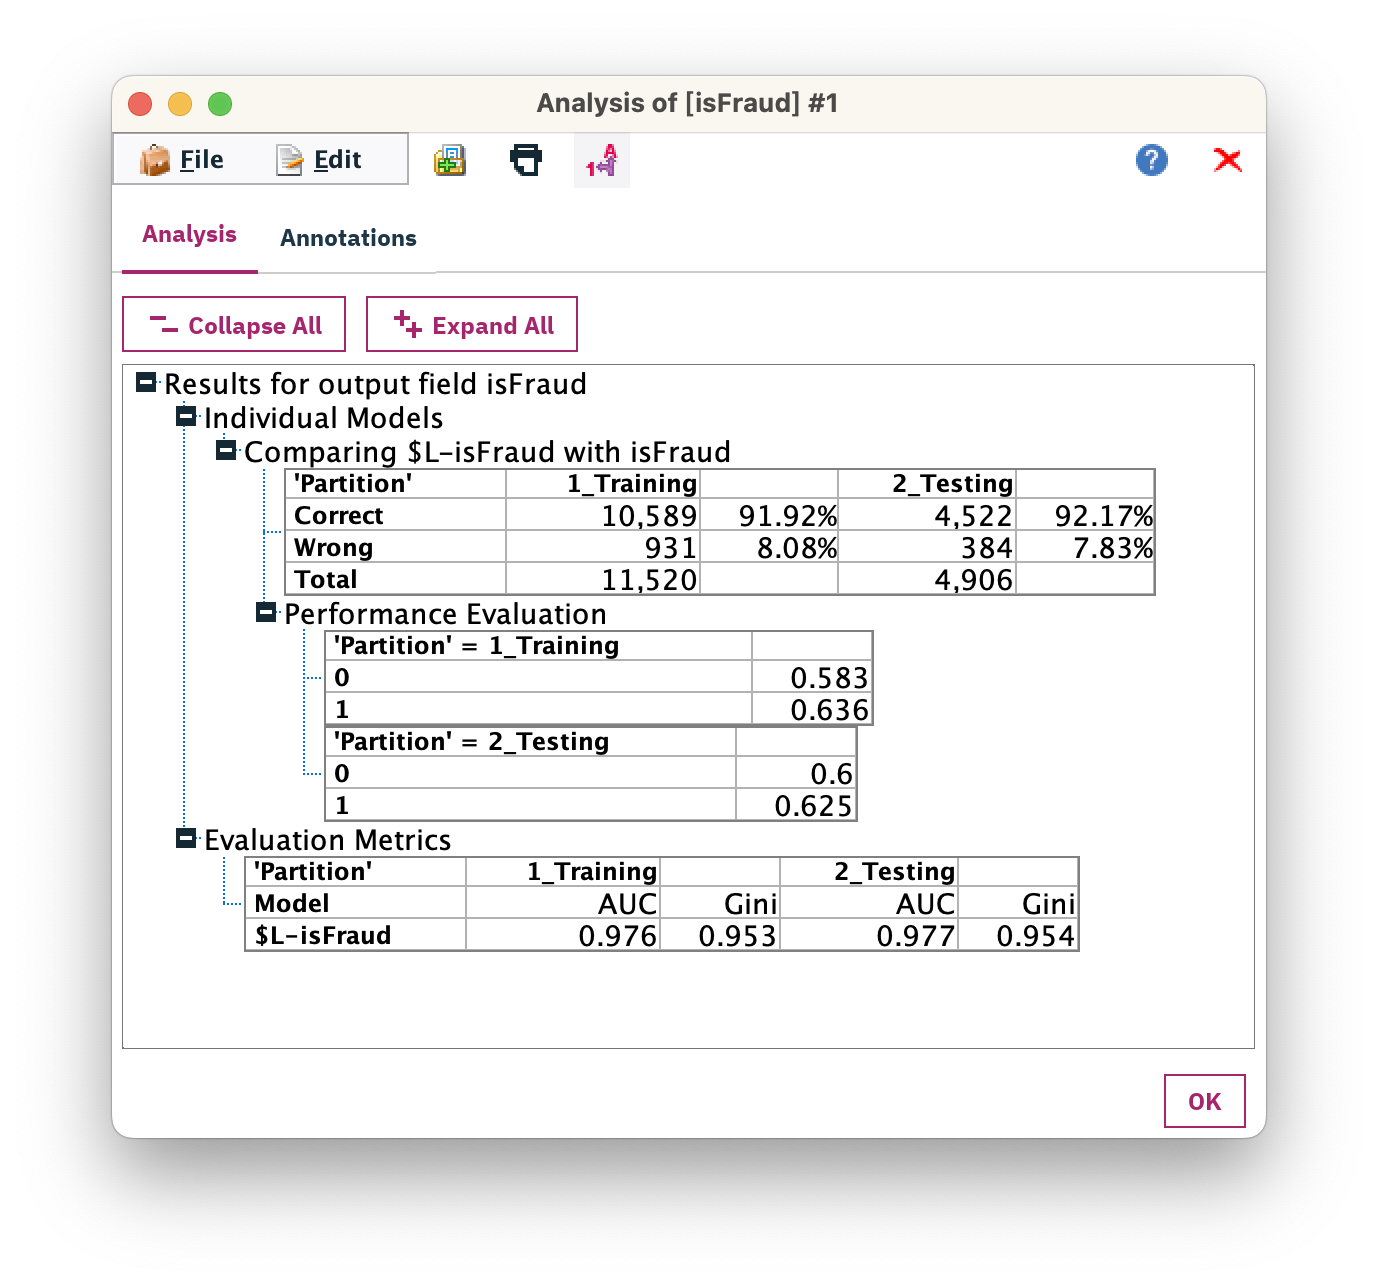 Analysis of [isFraud] #1
File Edit
Analysis Annotations
Collapse All Expand All
Results for output field isFraud
Individual Models
Comparing $L-isFraud with isFraud
'Partition' 1_Training 2_Testing
Correct 10,589 91.92% 4,522 92.17%
Wrong 931 8.08% 384 7.83%
Total 11,520 4,906
Performance Evaluation
'Partition' = 1_Training
0 0.583
1 0.636
'Partition' = 2_Testing
0 0.6
1 0.625
Evaluation Metrics
'Partition' 1_Training 2_Testing
Model AUC Gini AUC Gini
$L-isFraud 0.976 0.953 0.977 0.954
OK